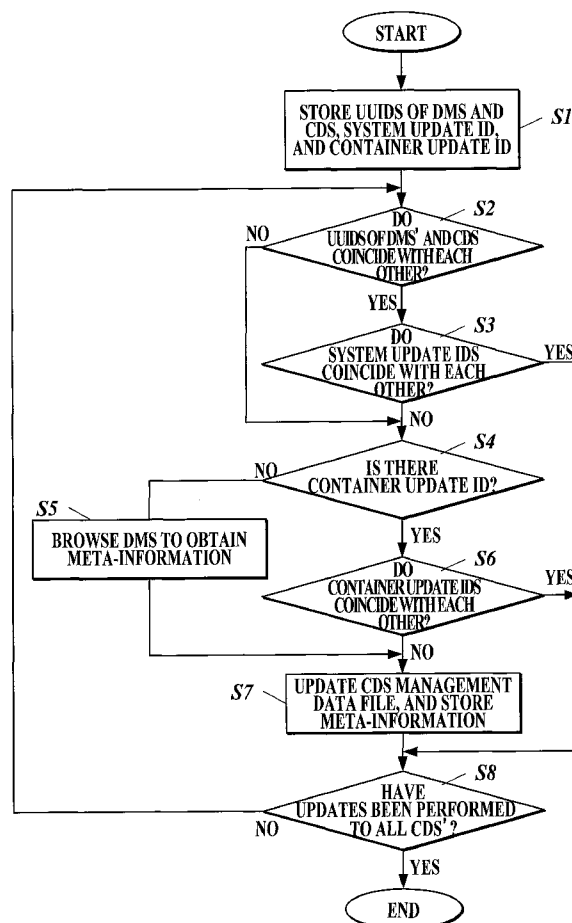 START
STORE UUIDS OF DMS AND
CDS, SYSTEM UPDATE ID,
AND CONTAINER UPDATE ID
S1
S2
DO
UUIDS OF DMS' AND CDS
COINCIDE WITH EACH
OTHER?
NO
YES
S3
DO
SYSTEM UPDATE IDS
COINCIDE WITH EACH
OTHER?
YES
NO
S4
IS THERE
CONTAINER UPDATE ID?
NO
YES
S5
BROWSE DMS TO OBTAIN
META-INFORMATION
S6
DO
CONTAINER UPDATE IDS
COINCIDE WITH EACH
OTHER?
YES
NO
S7
UPDATE CDS MANAGEMENT
DATA FILE, AND STORE
META-INFORMATION
S8
HAVE
UPDATES BEEN PERFORMED
TO ALL CDS' ?
NO
YES
END